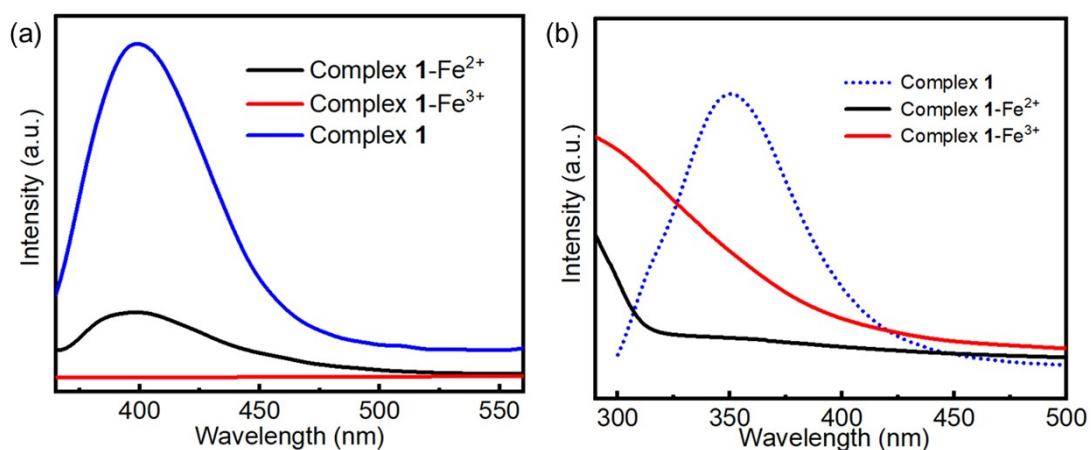 (a)
Complex 1-Fe²⁺
Complex 1-Fe³⁺
Complex 1
Intensity (a.u.)
400 450 500 550
Wavelength (nm)
(b)
Complex 1
Complex 1-Fe²⁺
Complex 1-Fe³⁺
Intensity (a.u.)
300 350 400 450 500
Wavelength (nm)